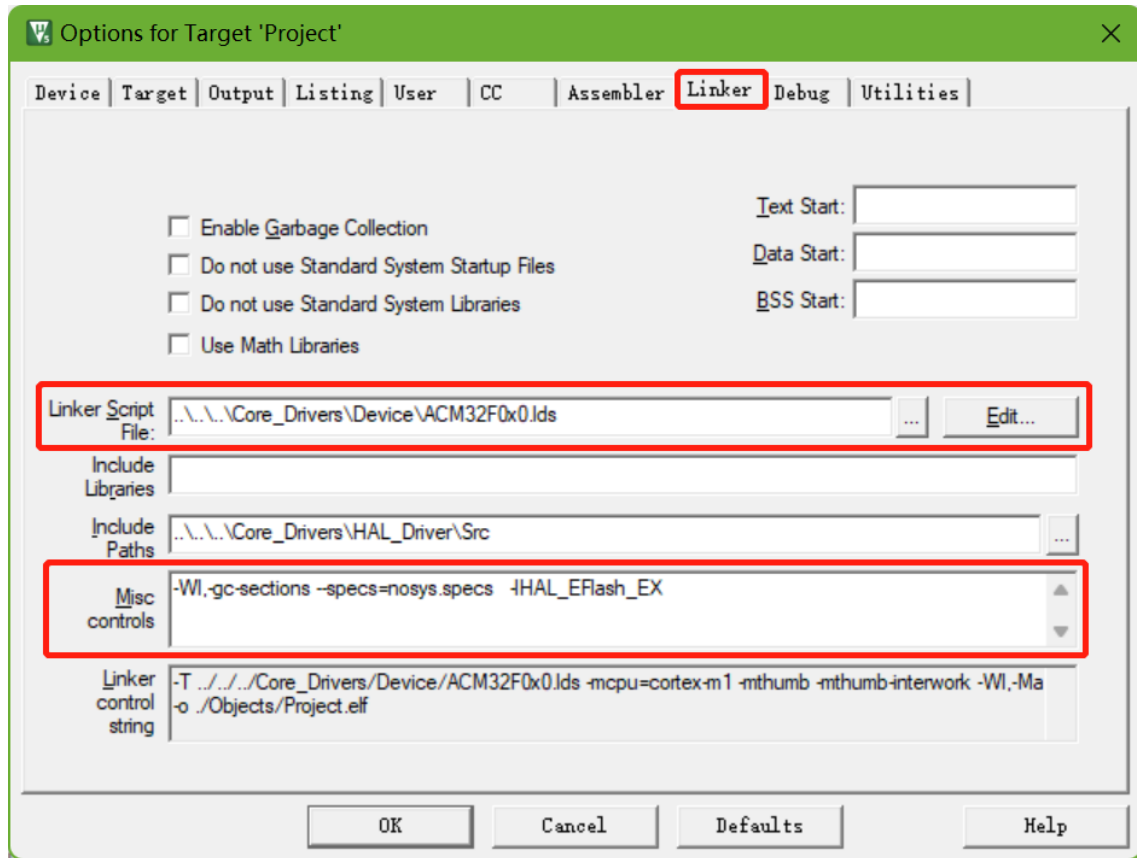 Options for Target 'Project'
Device Target Output Listing User CC Assembler Linker Debug Utilities
Enable Garbage Collection
Do not use Standard System Startup Files
Do not use Standard System Libraries
Use Math Libraries
Text Start:
Data Start:
BSS Start:
Linker Script File:
..\..\..\Core_Drivers\Device\ACM32F0x0.lds
...
Edit...
Include Libraries
Include Paths
..\..\..\Core_Drivers\HAL_Driver\Src
...
Misc controls
-Wl,-gc-sections --specs=nosys.specs -lHAL_EFlash_EX
Linker control string
-T ../../../Core_Drivers/Device/ACM32F0x0.lds -mcpu=cortex-m1 -mthumb -mthumb-interwork -Wl,-Ma
-o ./Objects/Project.elf
OK Cancel Defaults Help